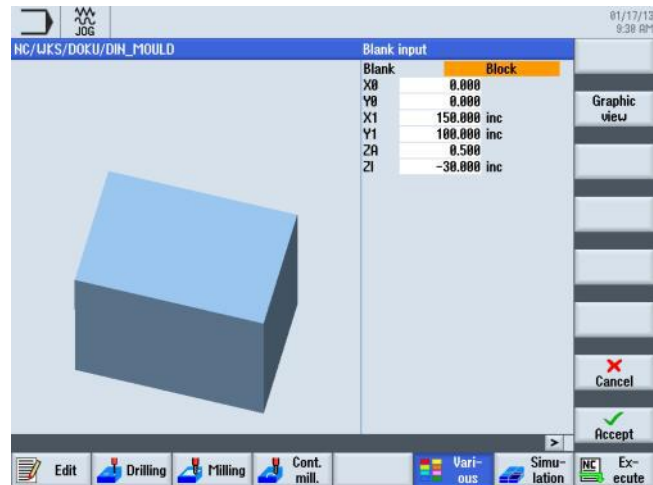 JOG
01/17/13
9:38 AM
NC/WKS/DOKU/DIN_MOULD
Blank input
Blank Block
X0 0.000
Y0 0.000
X1 150.000 inc
Y1 100.000 inc
ZA 0.500
ZI -30.000 inc
Graphic
view
Cancel
Accept
>
Edit
Drilling
Milling
Cont.
mill.
Vari-
ous
Simu-
lation
NC
Ex-
ecute